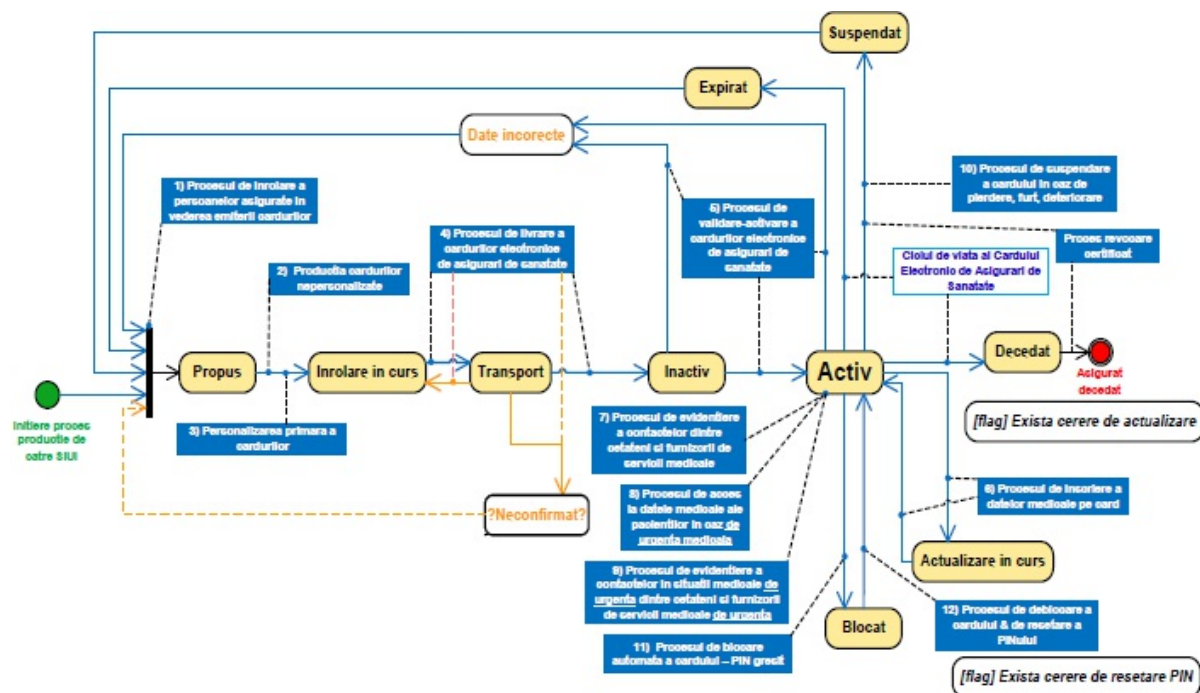 Suspendat
Expirat
Date incorecte
1) Procesul de inrolare a
persoanelor asigurate in
vederea emiterii cardurilor
10) Procesul de suspendare
a cardului in caz de
pierdere, furt, deteriorare
5) Procesul de
validare-activare a
cardurilor electronice
de asigurari de
sanatate
4) Procesul de livrare a
cardurilor electronice
de asigurari de sanatate
Proces revocare
certificat
Ciclul de viata al Cardului
Electronic de Asigurari de
Sanatate
2) Productia cardurilor
nepersonalizate
Propus
Inrolare in curs
Transport
Inactiv
Activ
Decedat
Asigurat
decedat
Initiere proces
productie de
catre SIUI
3) Personalizarea primara a
cardurilor
7) Procesul de evidentiere
a contactelor dintre
cetateni si furnizorii de
servicii medicale
[flag] Exista cerere de actualizare
8) Procesul de acces
la datele medicale ale
pacientilor in caz de
urgenta medicala
6) Procesul de inscriere a
datelor medicale pe card
?Neconfirmat?
9) Procesul de evidentiere a
contactelor in situatii medicale de
urgenta dintre cetateni si furnizorii
de servicii medicale de urgenta
Actualizare in curs
Blocat
12) Procesul de deblocare a
cardului & de resetare a
PINului
11) Procesul de blocare
automata a cardului – PIN gresit
[flag] Exista cerere de resetare PIN